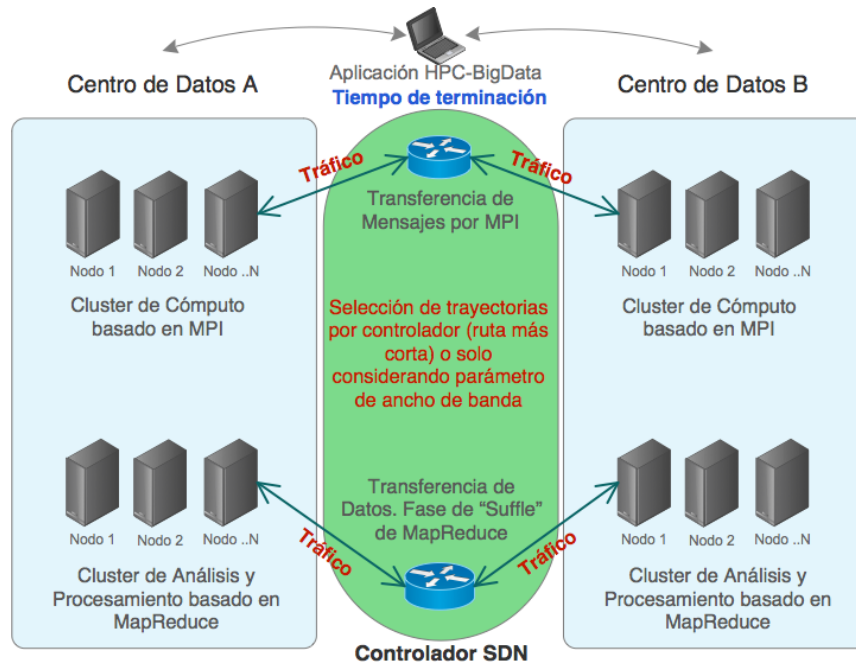 Aplicación HPC-BigData
Tiempo de terminación
Centro de Datos A
Centro de Datos B
Tráfico
Tráfico
Transferencia de
Mensajes por MPI
Nodo 1
Nodo 2
Nodo ..N
Cluster de Cómputo
basado en MPI
Nodo 1
Nodo 2
Nodo ..N
Cluster de Cómputo
basado en MPI
Selección de trayectorias
por controlador (ruta más
corta) o solo
considerando parámetro
de ancho de banda
Transferencia de
Datos. Fase de “Suffle”
de MapReduce
Nodo 1
Nodo 2
Nodo ..N
Tráfico
Tráfico
Nodo 1
Nodo 2
Nodo ..N
Cluster de Análisis y
Procesamiento basado en
MapReduce
Cluster de Análisis y
Procesamiento basado en
MapReduce
Controlador SDN